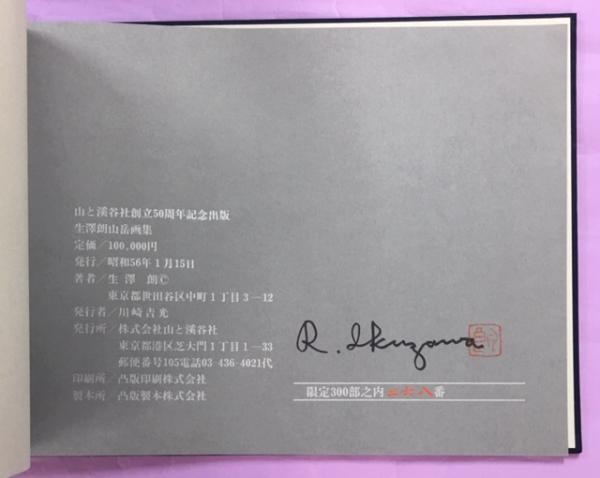 山と溪谷社創立50周年記念出版
生澤朗山岳画集
定価／100,000円
発行／昭和56年1月15日
著者／生澤 朗©
東京都世田谷区中町1丁目3−12
発行者／川崎吉光
発行所／株式会社山と溪谷社
東京都港区芝大門1丁目1−33
郵便番号105電話03-436-4021代
印刷所／凸版印刷株式会社
製本所／凸版製本株式会社
R. Ikuzawa
限定300部之内二六八番